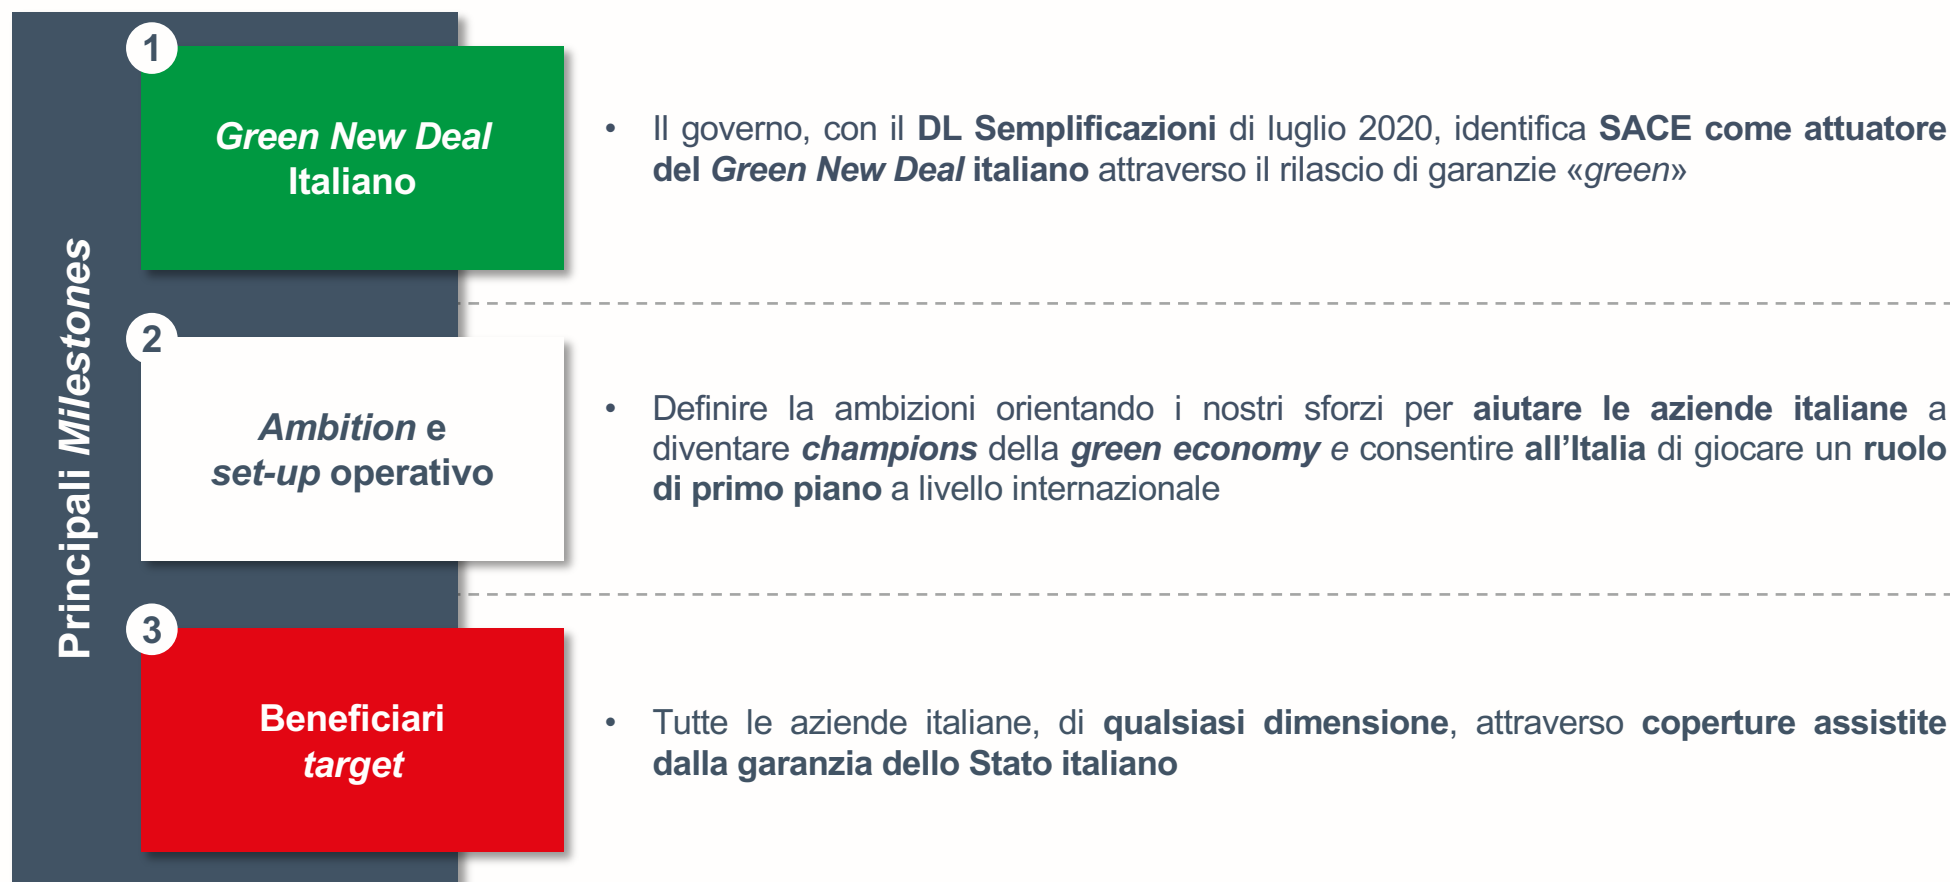 Principali Milestones
1
Green New Deal
Italiano
• Il governo, con il DL Semplificazioni di luglio 2020, identifica SACE come attuatore
del Green New Deal italiano attraverso il rilascio di garanzie «green»
2
Ambition e
set-up operativo
• Definire la ambizioni orientando i nostri sforzi per aiutare le aziende italiane a
diventare champions della green economy e consentire all’Italia di giocare un ruolo
di primo piano a livello internazionale
3
Beneficiari
target
• Tutte le aziende italiane, di qualsiasi dimensione, attraverso coperture assistite
dalla garanzia dello Stato italiano